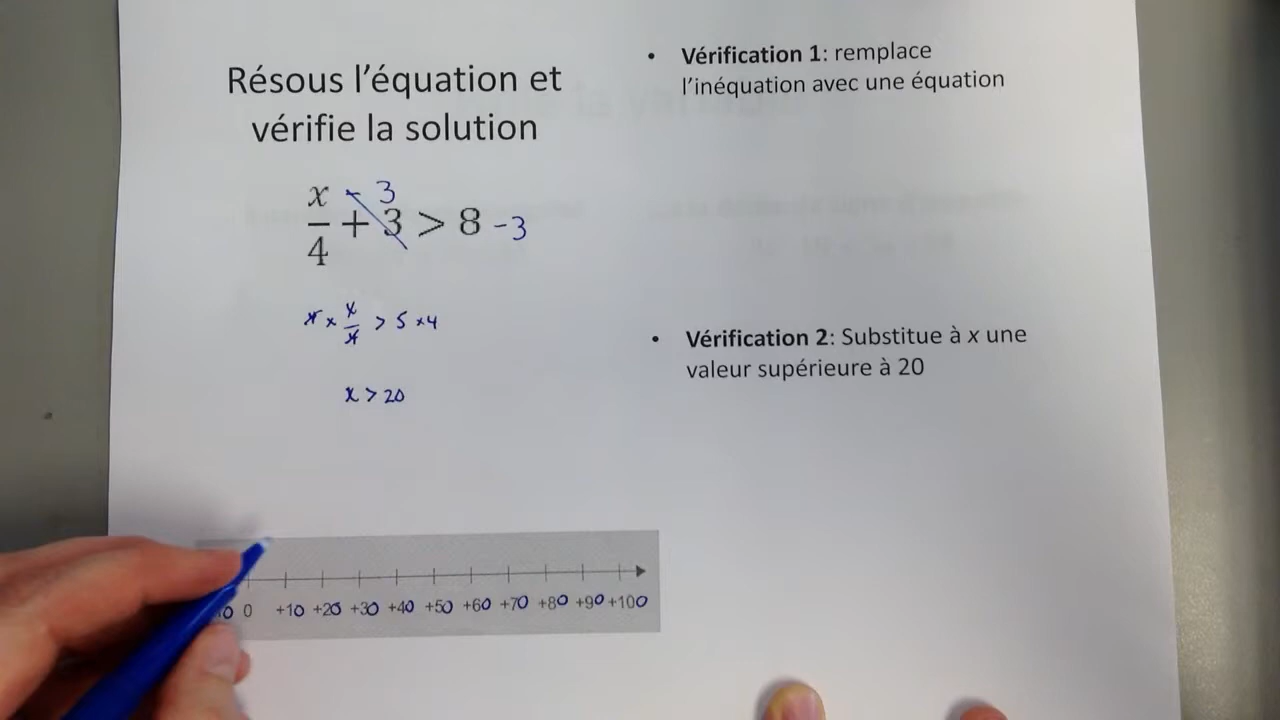 Résous l'équation et
vérifie la solution
- 3
x/4 + 3 > 8 -3
4 × x/4 > 5 ×4
x > 20
0 +10 +20 +30 +40 +50 +60 +70 +80 +90 +100
• Vérification 1: remplace
l'inéquation avec une équation
• Vérification 2: Substitue à x une
valeur supérieure à 20